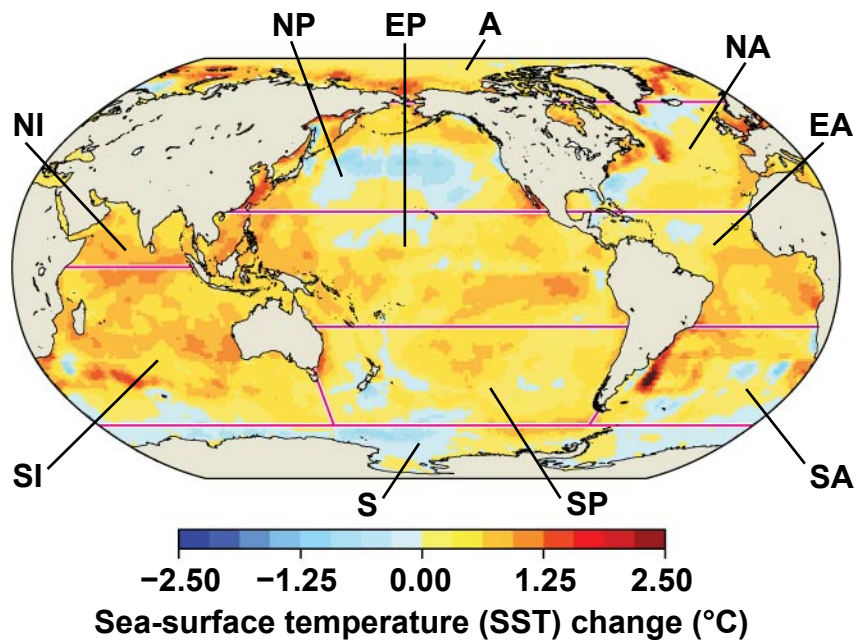 NP EP A
NA
NI
EA
SI
S
SP
SA
−2.50 −1.25 0.00 1.25 2.50
Sea-surface temperature (SST) change (°C)